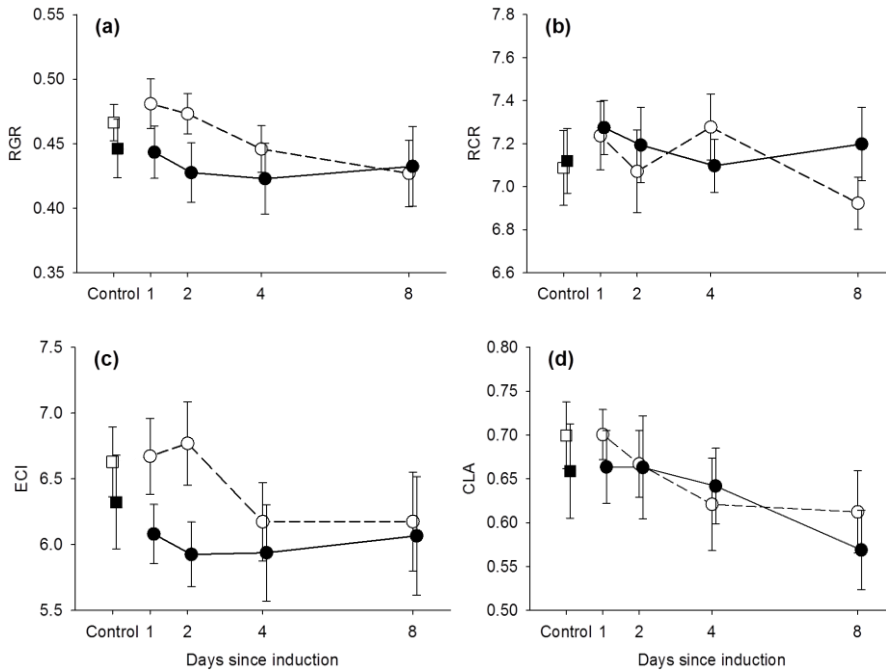 (a)
RGR
0.55
0.50
0.45
0.40
0.35
Control 1 2 4 8
(b)
RCR
7.8
7.6
7.4
7.2
7.0
6.8
6.6
Control 1 2 4 8
(c)
ECI
7.5
7.0
6.5
6.0
5.5
Control 1 2 4 8
Days since induction
(d)
CLA
0.80
0.75
0.70
0.65
0.60
0.55
0.50
Control 1 2 4 8
Days since induction